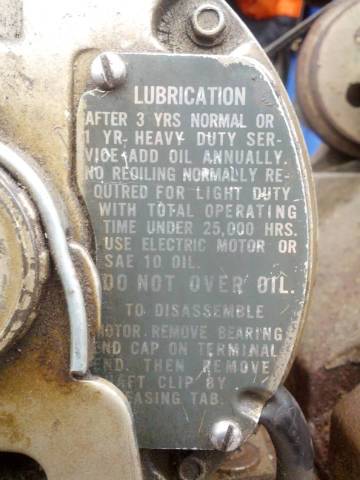 LUBRICATION
AFTER 3 YRS NORMAL OR
1 YR. HEAVY DUTY SER-
VICE ADD OIL ANNUALLY.
NO REOILING NORMALLY RE-
QUIRED FOR LIGHT DUTY
WITH TOTAL OPERATING
TIME UNDER 25,000 HRS.
USE ELECTRIC MOTOR OR
SAE 10 OIL.
DO NOT OVER OIL.
TO DISASSEMBLE
MOTOR. REMOVE BEARING
END CAP ON TERMINAL
END. THEN REMOVE
SHAFT CLIP BY
TAB.